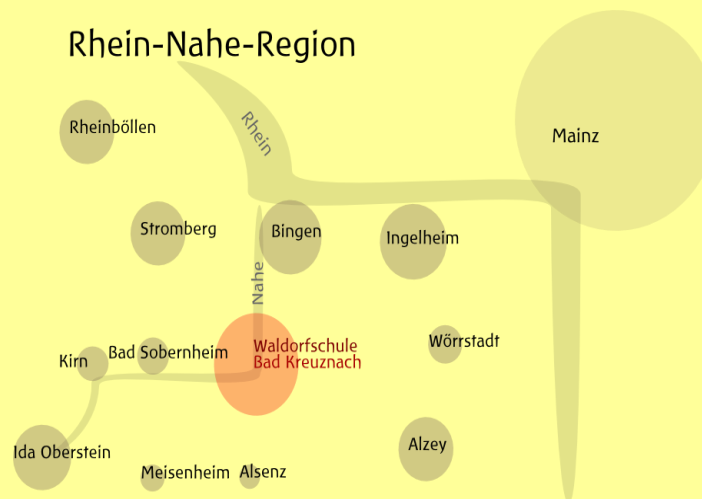 Rhein-Nahe-Region
Rheinböllen
Rhein
Mainz
Stromberg
Bingen
Ingelheim
Nahe
Kirn
Bad Sobernheim
Waldorfschule
Bad Kreuznach
Wörrstadt
Ida Oberstein
Meisenheim
Alsenz
Alzey